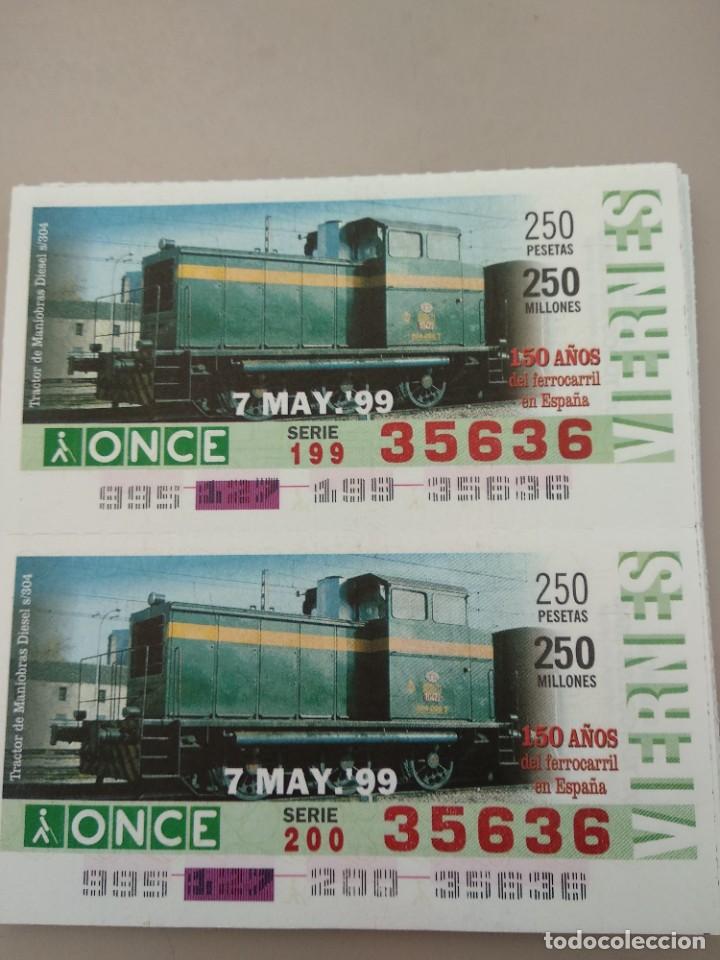 Tractor de Maniobras Diesel s/304
250
PESETAS
250
MILLONES
150 AÑOS
del ferrocarril
en España
VIERNES
7 MAY. '99
ONCE
SERIE
199
35636
995 127 199 35636
Tractor de Maniobras Diesel s/304
250
PESETAS
250
MILLONES
150 AÑOS
del ferrocarril
en España
VIERNES
7 MAY. '99
ONCE
SERIE
200
35636
995 127 200 35636
todocoleccion